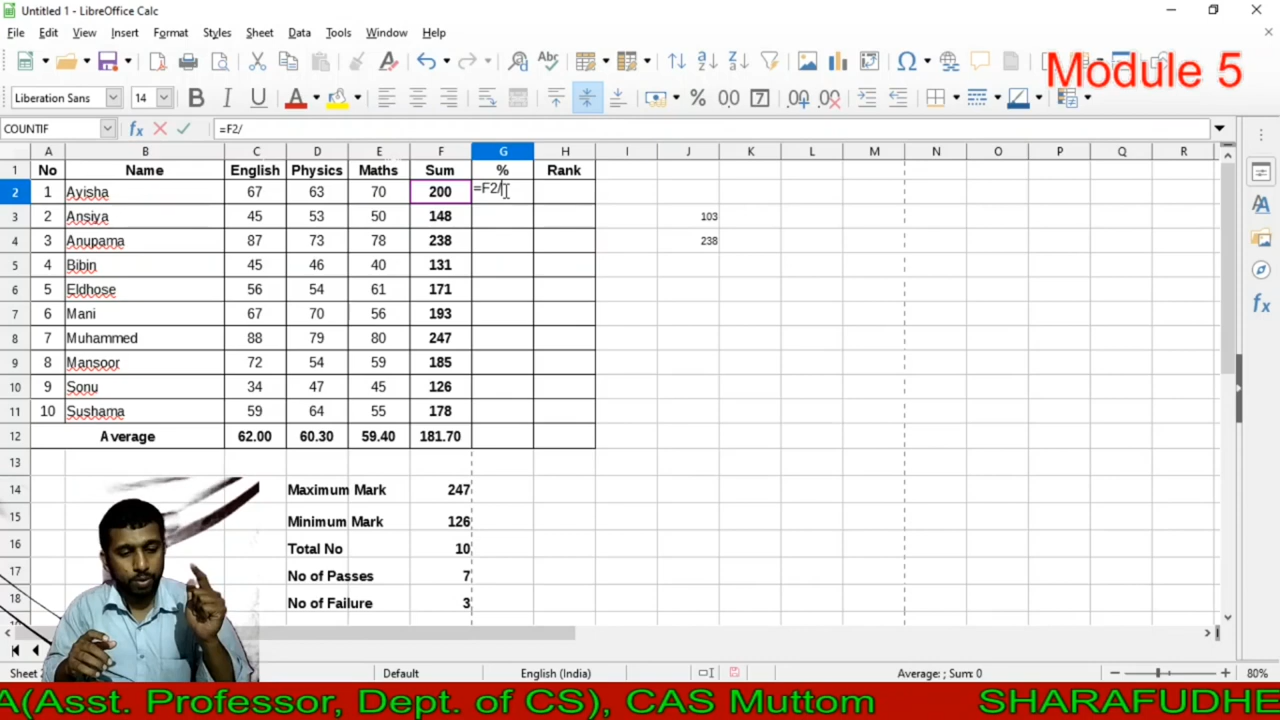 Untitled 1 - LibreOffice Calc
File Edit View Insert Format Styles Sheet Data Tools Window Help
Module 5
Liberation Sans 14
COUNTIF =F2/
A B C D E F G H I J K L M N O P Q R
1 No Name English Physics Maths Sum % Rank
2 1 Ayisha 67 63 70 200 =F2/
3 2 Ansiya 45 53 50 148 103
4 3 Anupama 87 73 78 238 238
5 4 Bibin 45 46 40 131
6 5 Eldhose 56 54 61 171
7 6 Mani 67 70 56 193
8 7 Muhammed 88 79 80 247
9 8 Mansoor 72 54 59 185
10 9 Sonu 34 47 45 126
11 10 Sushama 59 64 55 178
12 Average 62.00 60.30 59.40 181.70
13
14 Maximum Mark 247
15 Minimum Mark 126
16 Total No 10
17 No of Passes 7
18 No of Failure 3
Sheet Default English (India) Average: ; Sum: 0 80%
A(Asst. Professor, Dept. of CS), CAS Muttom SHARAFUDHE